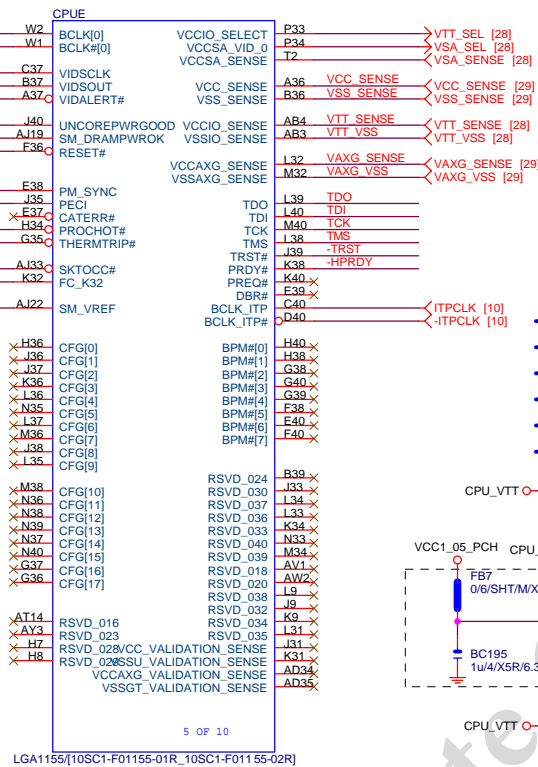 CPUE
W2 BCLK[0] VCCIO_SELECT P33 VTT_SEL [28]
W1 BCLK#[0] VCCSA_VID_0 P34 VSA_SEL [28]
VCCSA_SENSE T2 VSA_SENSE [28]
C37 VIDSCLK
B37 VIDSOUT VCC_SENSE A36 VCC_SENSE VCC_SENSE [29]
A37 VIDALERT# VSS_SENSE B36 VSS_SENSE VSS_SENSE [29]
J40 UNCOREPWRGOOD VCCIO_SENSE AB4 VTT_SENSE VTT_SENSE [28]
AJ19 SM_DRAMPWROK VSSIO_SENSE AB3 VTT_VSS VTT_VSS [28]
F36 RESET#
VCCAXG_SENSE L32 VAXG_SENSE VAXG_SENSE [29
VSSAXG_SENSE M32 VAXG_VSS VAXG_VSS [29]
E38 PM_SYNC
J35 PECI TDO L39 TDO
E37 CATERR# TDI L40 TDI
H34 PROCHOT# TCK M40 TCK
G35 THERMTRIP# TMS L38 TMS
TRST# J39 -TRST
AJ33 SKTOCC# PRDY# K38 -HPRDY
K32 FC_K32 PREQ# K40
DBR# E39
AJ22 SM_VREF BCLK_ITP C40 ITPCLK [10]
BCLK_ITP# D40 -ITPCLK [10]
H36 CFG[0] BPM#[0] H40
J36 CFG[1] BPM#[1] H38
J37 CFG[2] BPM#[2] G38
K36 CFG[3] BPM#[3] G40
L36 CFG[4] BPM#[4] G39
N35 CFG[5] BPM#[5] F38
L37 CFG[6] BPM#[6] E40
M36 CFG[7] BPM#[7] F40
J38 CFG[8]
L35 CFG[9]
RSVD_024 B39
M38 CFG[10] RSVD_030 J33
N36 CFG[11] RSVD_037 L34
N38 CFG[12] RSVD_036 L33
N39 CFG[13] RSVD_033 K34
N37 CFG[14] RSVD_040 N33
N40 CFG[15] RSVD_039 M34
G37 CFG[16] RSVD_018 AV1
G36 CFG[17] RSVD_020 AW2
RSVD_038 L9
RSVD_032 J9
AT14 RSVD_016 RSVD_034 K9
AY3 RSVD_023 RSVD_035 L31
H7 RSVD_028 VCC_VALIDATION_SENSE J31
H8 VSSU_VALIDATION_SENSE K31
VCCAXG_VALIDATION_SENSE AD34
VSSGT_VALIDATION_SENSE AD35
5 OF 10
LGA1155/[10SC1-F01155-01R_10SC1-F01155-02R]
CPU_VTT
VCC1_05_PCH CPU_
FB7
0/6/SHT/M/X
BC195
1u/4/X5R/6.3
CPU_VTT